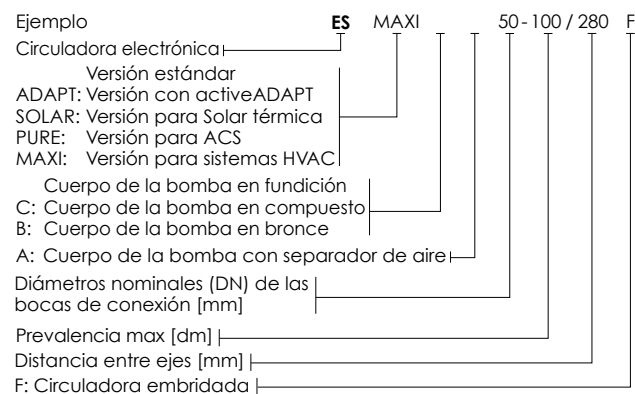 Ejemplo ES MAXI 50-100 / 280 F
Circuladora electrónica
Versión estándar
ADAPT: Versión con activeADAPT
SOLAR: Versión para Solar térmica
PURE: Versión para ACS
MAXI: Versión para sistemas HVAC
Cuerpo de la bomba en fundición
C: Cuerpo de la bomba en compuesto
B: Cuerpo de la bomba en bronce
A: Cuerpo de la bomba con separador de aire
Diámetros nominales (DN) de las
bocas de conexión [mm]
Prevalencia max [dm]
Distancia entre ejes [mm]
F: Circuladora embridada